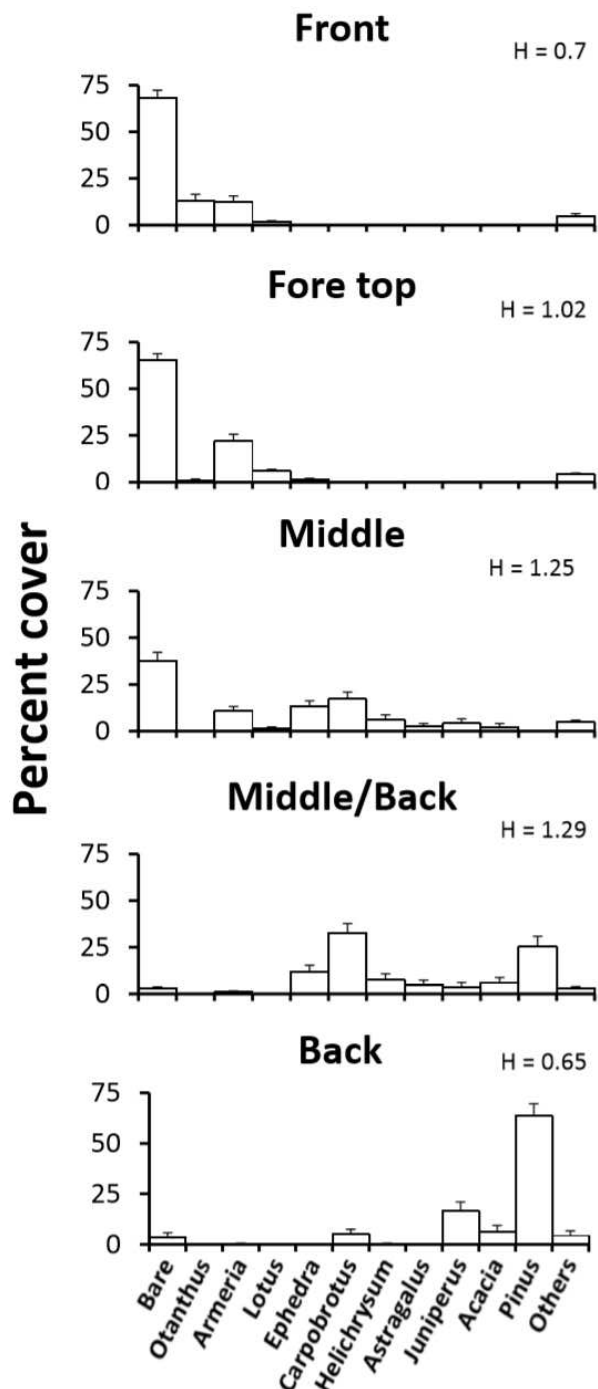 Front
H = 0.7
75
50
25
0
Fore top
H = 1.02
75
50
25
0
Middle
H = 1.25
75
50
25
0
Percent cover
Middle/Back
H = 1.29
75
50
25
0
Back
H = 0.65
75
50
25
0
Bare
Otanthus
Armeria
Lotus
Ephedra
Carpobrotus
Helichrysum
Astragalus
Juniperus
Acacia
Pinus
Others